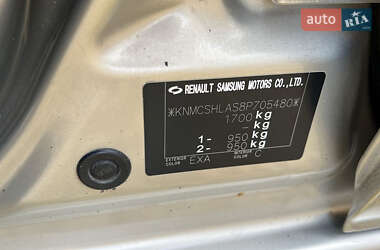 auto RIA
RENAULT SAMSUNG MOTORS CO.,LTD.
ӾKNMCSHLAS8P705480Ӿ
1700 kg
- kg
1- 950 kg
2- 950 kg
EXTERIOR COLOR EXA INTERIOR COLOR C